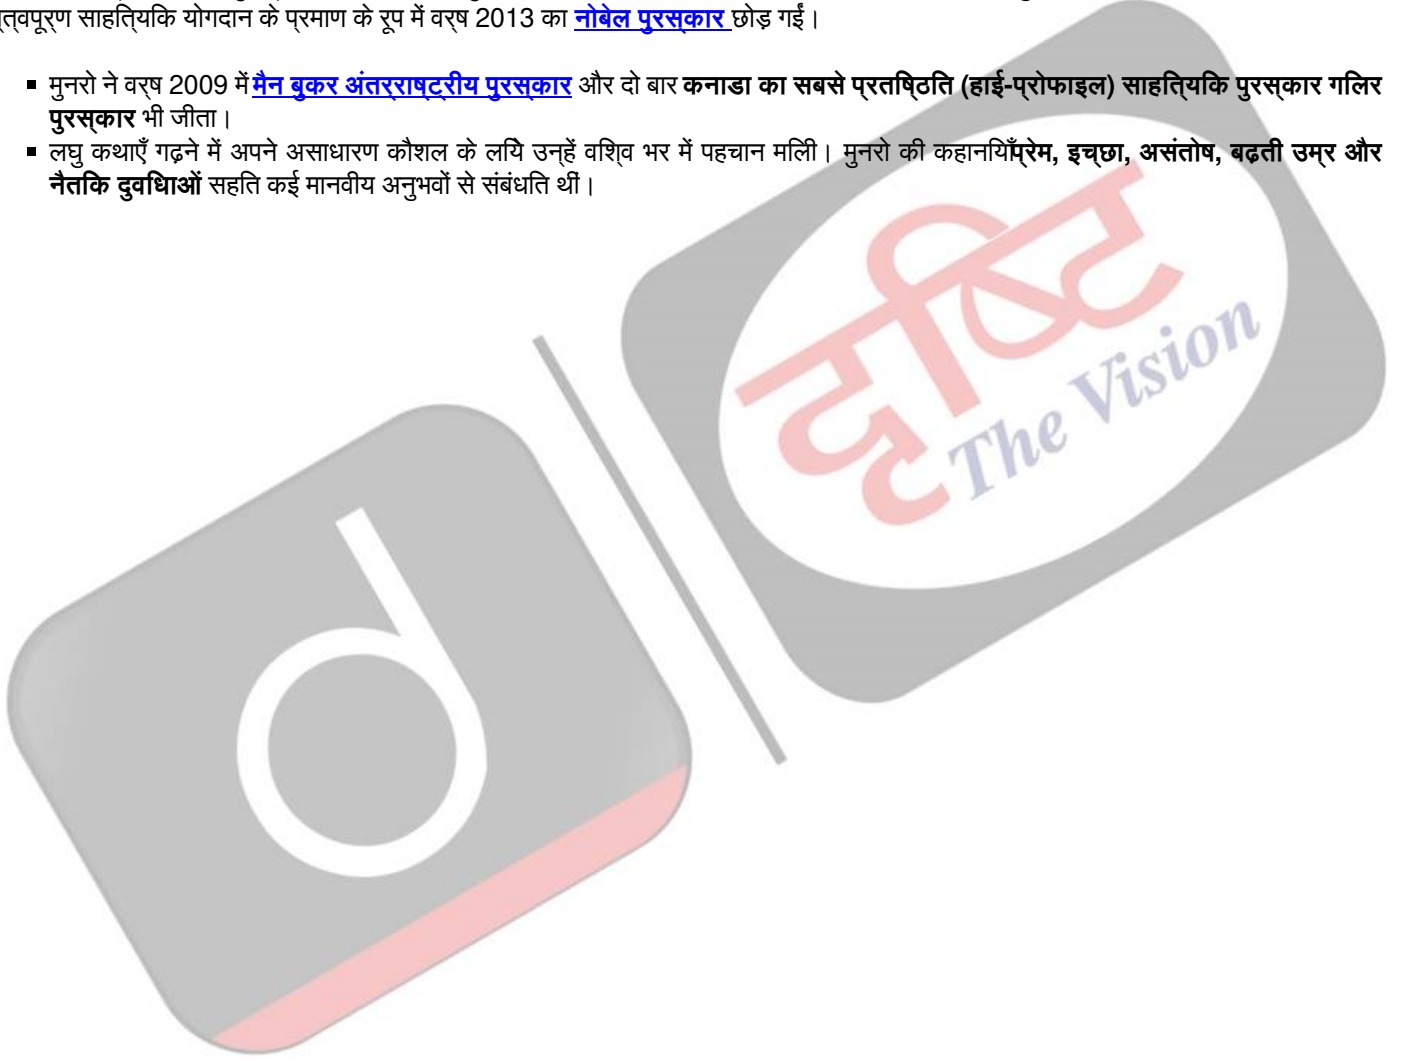 त्त्वपूर्ण साहित्यिक योगदान के प्रमाण के रूप में वर्ष 2013 का नोबेल पुरस्कार छोड़ गईं।
▪ मुनरो ने वर्ष 2009 में मैन बुकर अंतर्राष्ट्रीय पुरस्कार और दो बार कनाडा का सबसे प्रतिष्ठित (हाई-प्रोफाइल) साहित्यिक पुरस्कार गिलर
पुरस्कार भी जीता।
▪ लघु कथाएँ गढ़ने में अपने असाधारण कौशल के लिये उन्हें विश्व भर में पहचान मिली। मुनरो की कहानियाँ प्रेम, इच्छा, असंतोष, बढ़ती उम्र और
नैतिक दुविधाओं सहित कई मानवीय अनुभवों से संबंधित थीं।
दृष्टि
The Vision
d